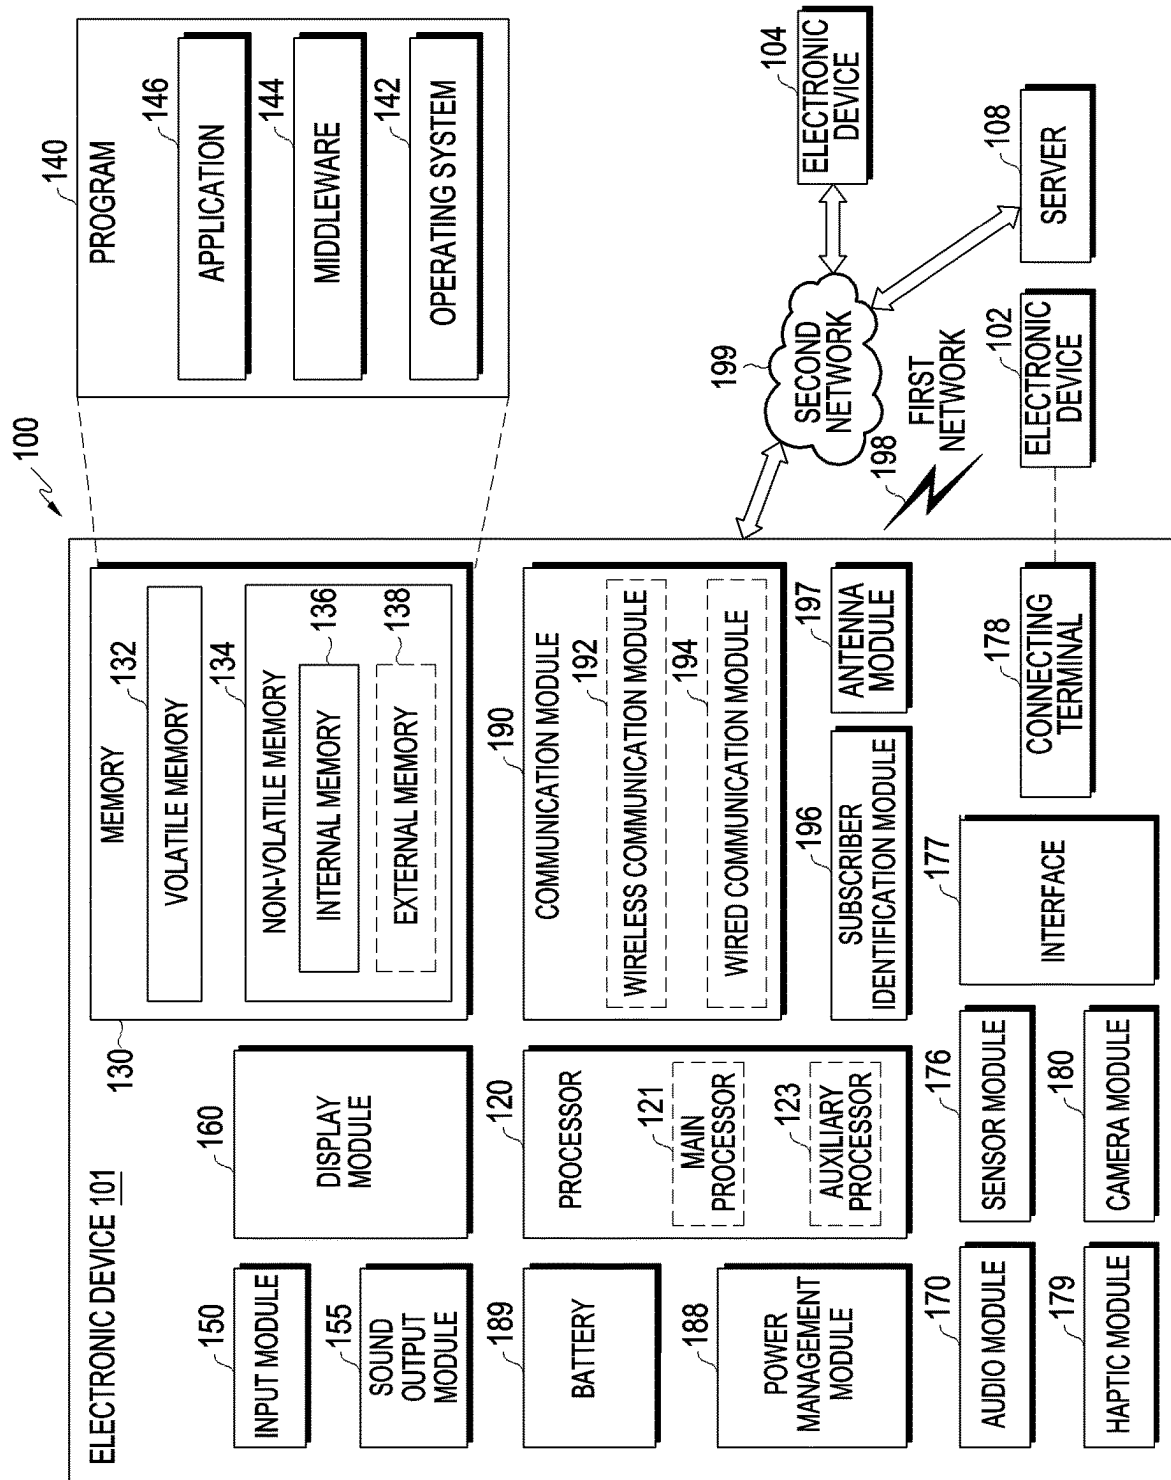 100
ELECTRONIC DEVICE 101
150
INPUT MODULE
155
SOUND
OUTPUT
MODULE
189
BATTERY
188
POWER
MANAGEMENT
MODULE
170
AUDIO MODULE
179
HAPTIC MODULE
160
DISPLAY
MODULE
120
PROCESSOR
121
MAIN
PROCESSOR
123
AUXILIARY
PROCESSOR
176
SENSOR MODULE
180
CAMERA MODULE
130
MEMORY
132
VOLATILE MEMORY
134
NON-VOLATILE MEMORY
136
INTERNAL MEMORY
138
EXTERNAL MEMORY
190
COMMUNICATION MODULE
192
WIRELESS COMMUNICATION MODULE
194
WIRED COMMUNICATION MODULE
196
SUBSCRIBER
IDENTIFICATION MODULE
197
ANTENNA
MODULE
177
INTERFACE
178
CONNECTING
TERMINAL
140
PROGRAM
146
APPLICATION
144
MIDDLEWARE
142
OPERATING SYSTEM
199
SECOND
NETWORK
198
FIRST
NETWORK
104
ELECTRONIC
DEVICE
108
SERVER
102
ELECTRONIC
DEVICE